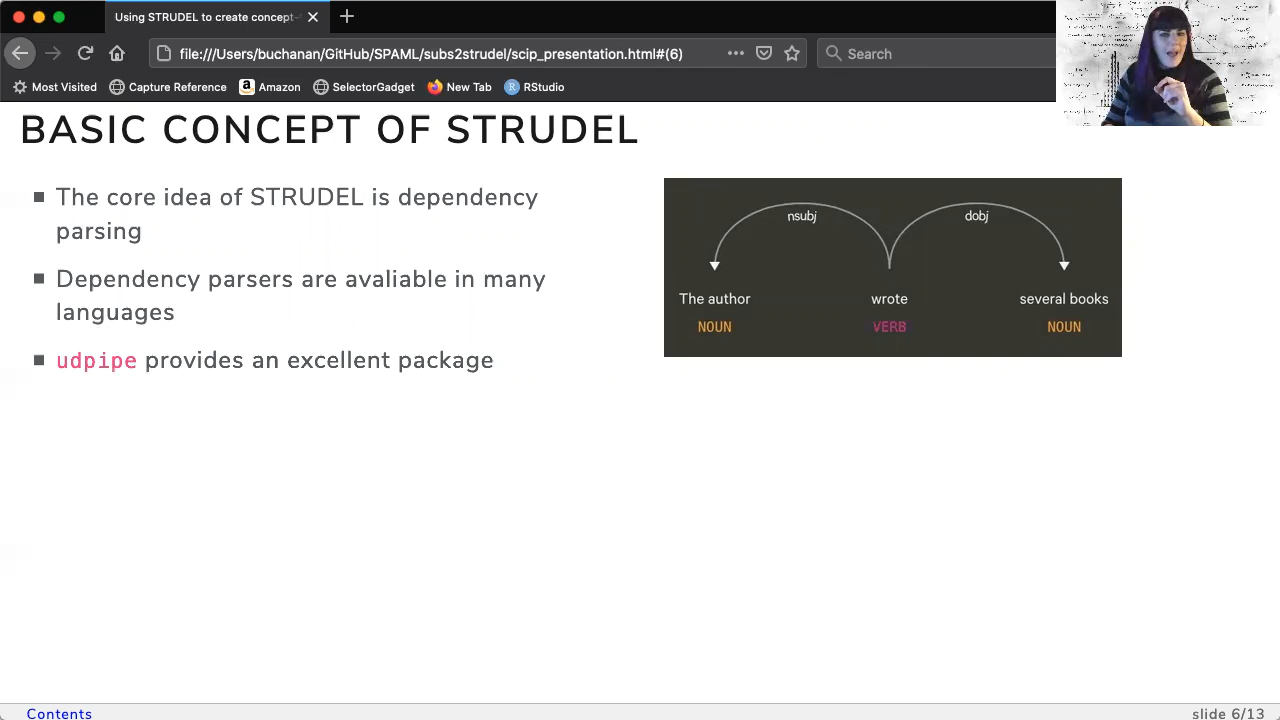 Using STRUDEL to create concept-
file:///Users/buchanan/GitHub/SPAML/subs2strudel/scip_presentation.html#(6)
Search
Most Visited
Capture Reference
Amazon
SelectorGadget
New Tab
RStudio
BASIC CONCEPT OF STRUDEL
The core idea of STRUDEL is dependency
parsing
Dependency parsers are avaliable in many
languages
udpipe provides an excellent package
nsubj
dobj
The author
wrote
several books
NOUN
VERB
NOUN
Contents
slide 6/13